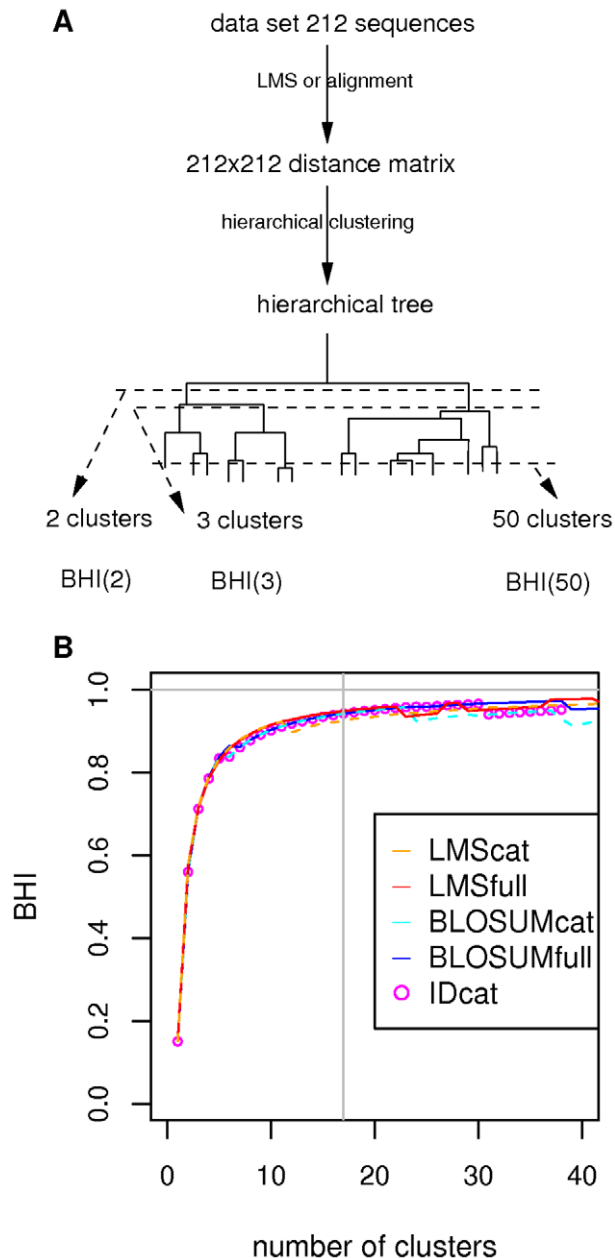 A
data set 212 sequences
LMS or alignment
212x212 distance matrix
hierarchical clustering
hierarchical tree
2 clusters 3 clusters 50 clusters
BHI(2) BHI(3) BHI(50)
B
BHI
1.0
0.8
0.6
0.4
0.2
0.0
LMScat
LMSfull
BLOSUMcat
BLOSUMfull
IDcat
0 10 20 30 40
number of clusters